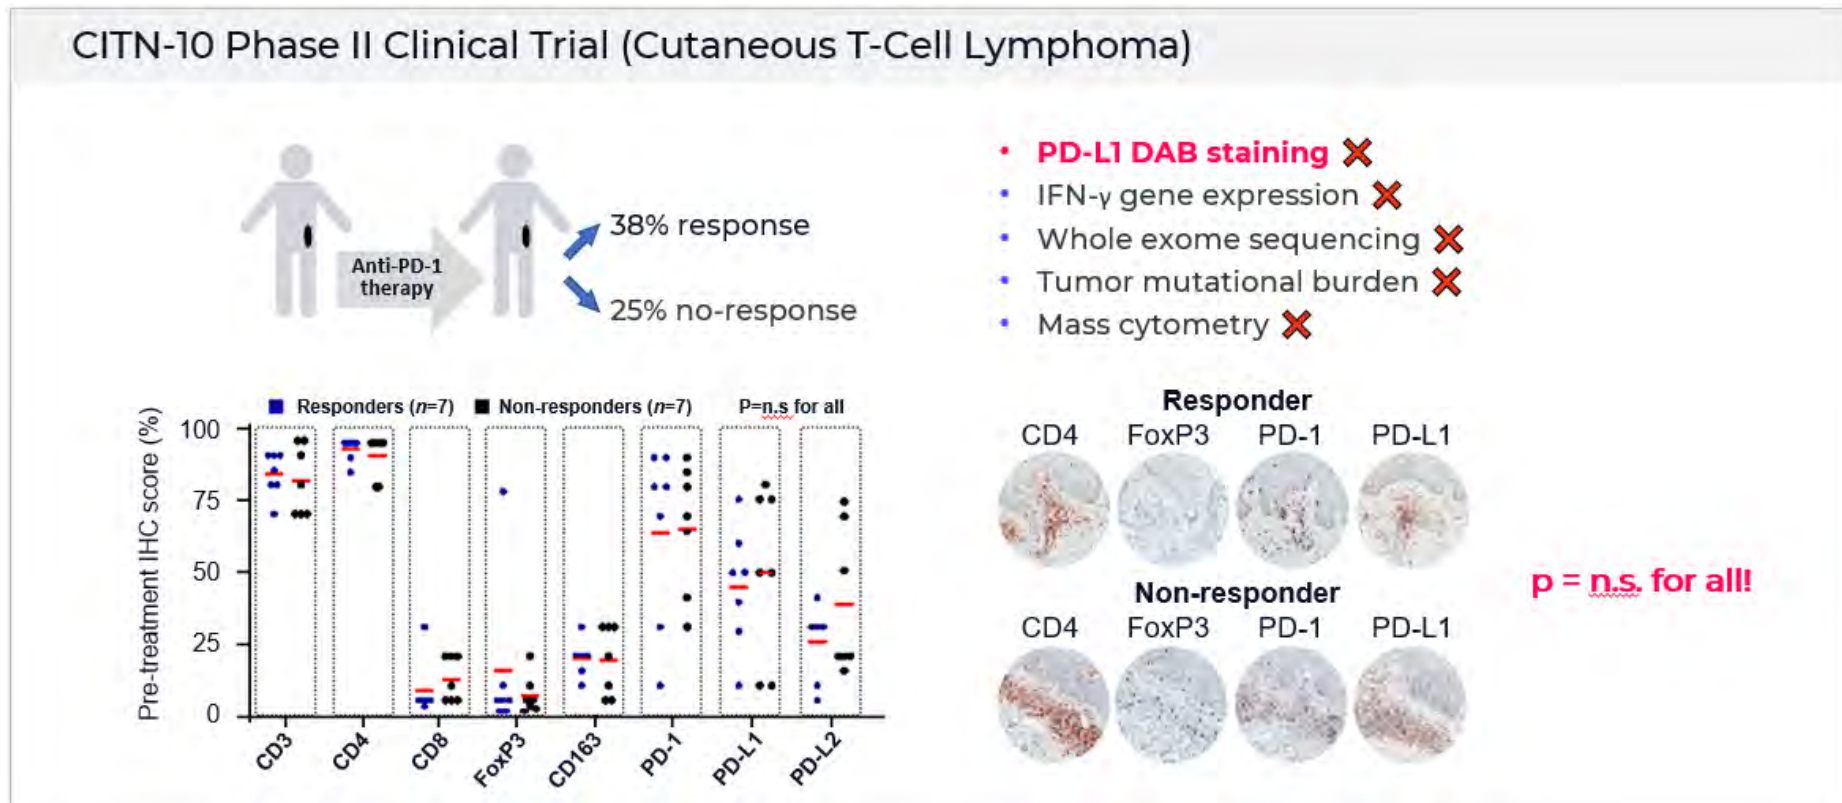 CITN-10 Phase II Clinical Trial (Cutaneous T-Cell Lymphoma)
Anti-PD-1
therapy
38% response
25% no-response
• PD-L1 DAB staining
• IFN-γ gene expression
• Whole exome sequencing
• Tumor mutational burden
• Mass cytometry
Responders (n=7) Non-responders (n=7) P=n.s for all
Pre-treatment IHC score (%)
100
75
50
25
0
CD3 CD4 CD8 FoxP3 CD163 PD-1 PD-L1 PD-L2
Responder
CD4 FoxP3 PD-1 PD-L1
Non-responder
CD4 FoxP3 PD-1 PD-L1
p = n.s. for all!